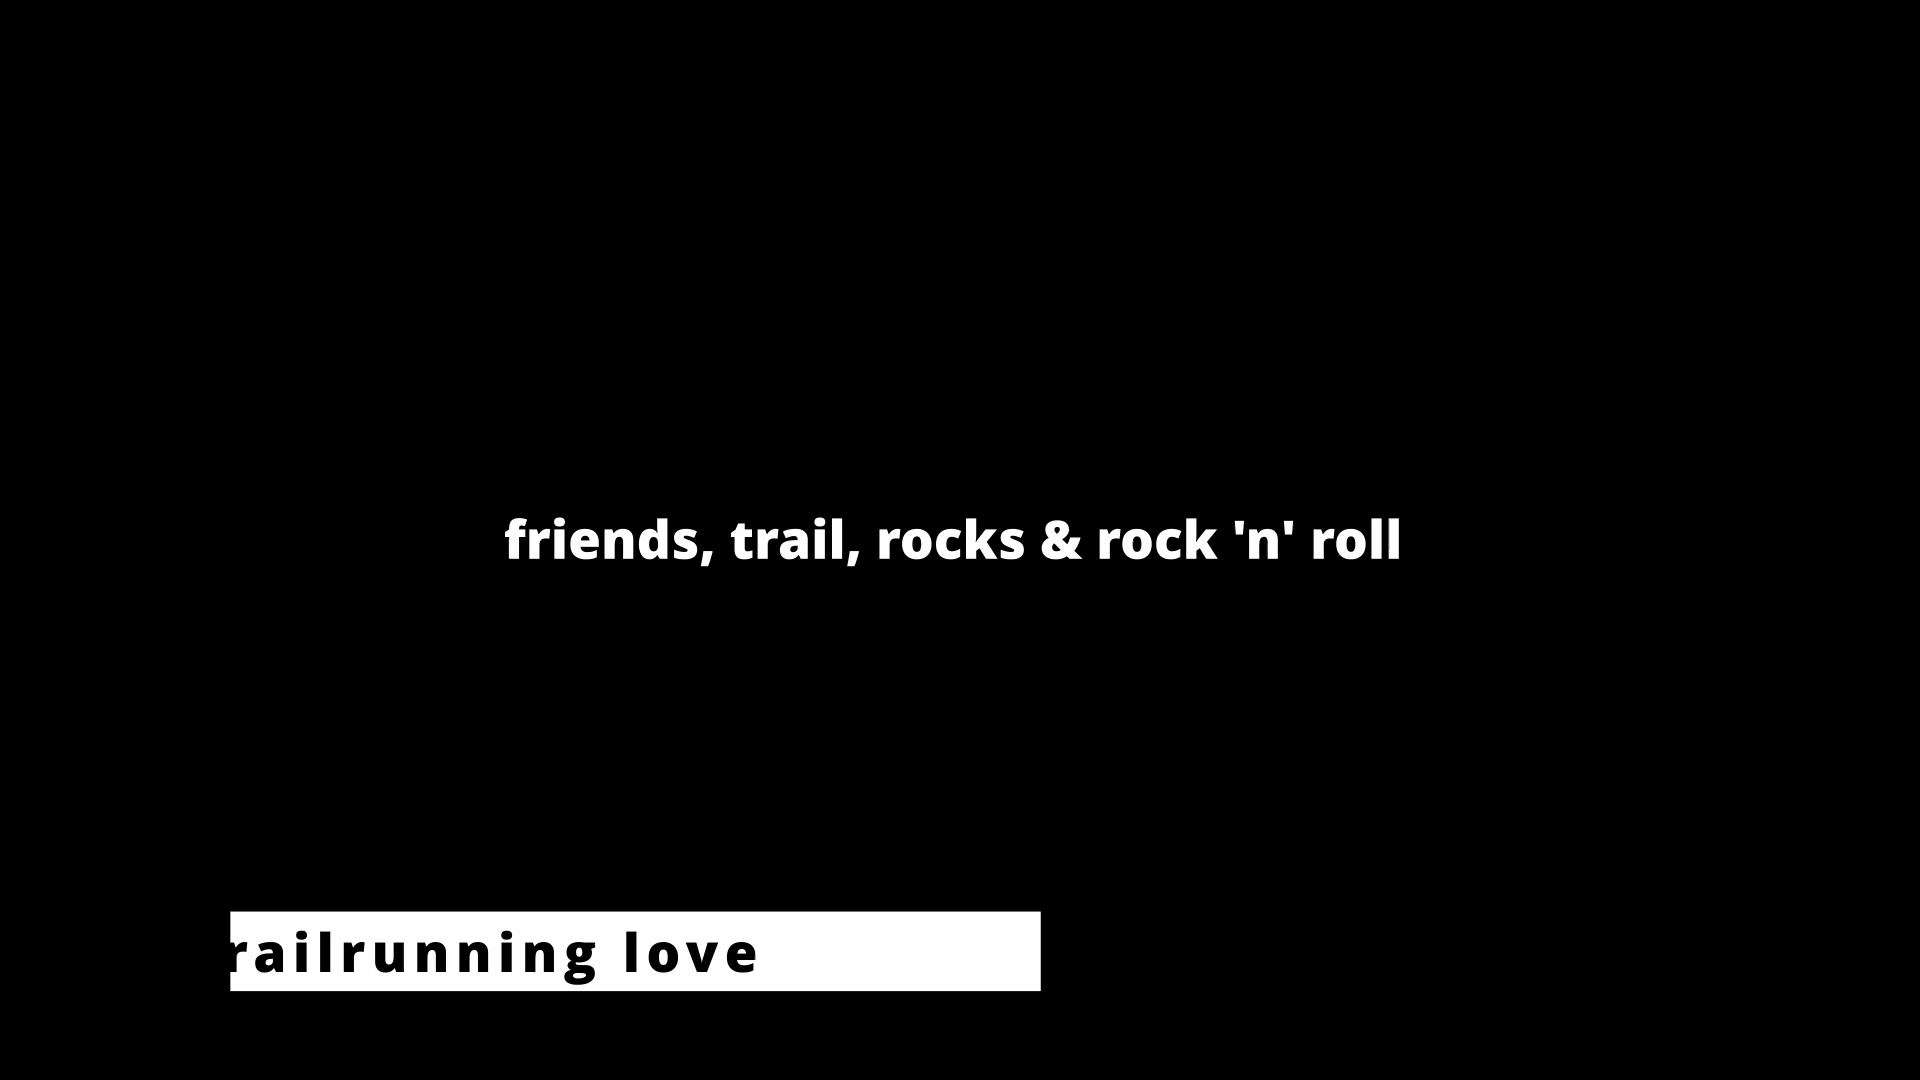 friends, trail, rocks & rock 'n' roll
railrunning love